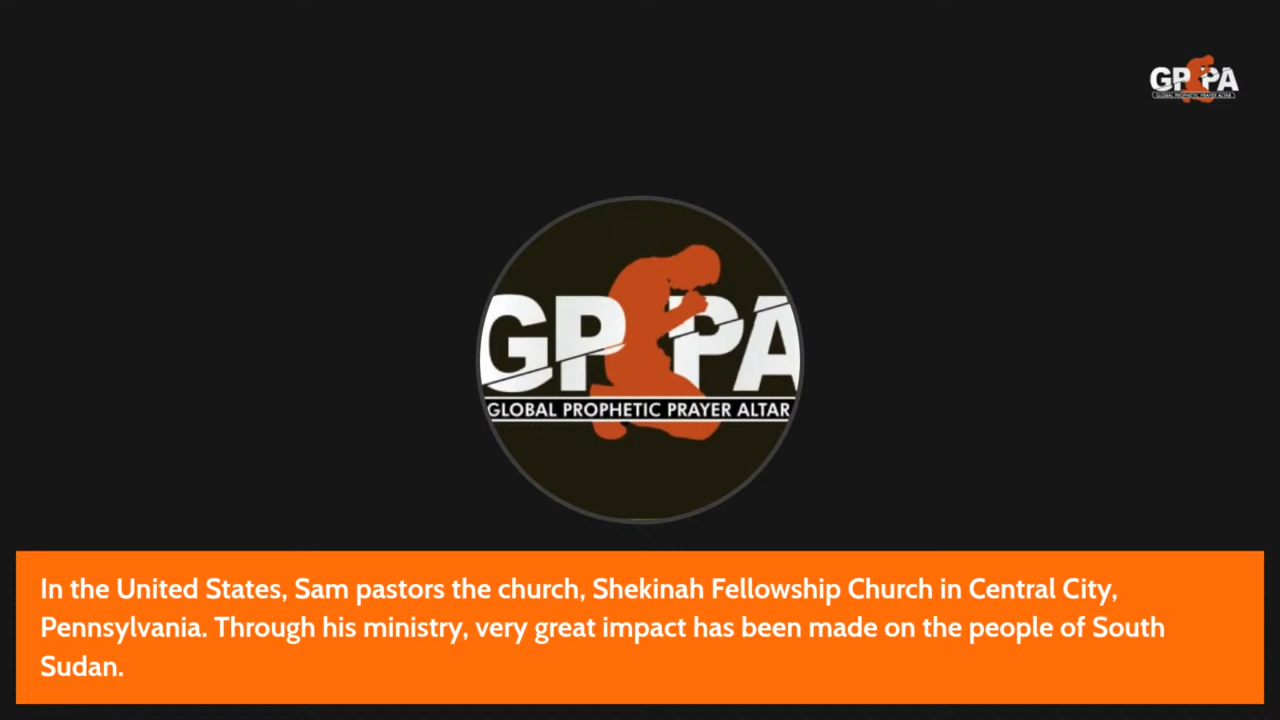 GPPA
GLOBAL PROPHETIC PRAYER ALTAR
GPPA
GLOBAL PROPHETIC PRAYER ALTAR
In the United States, Sam pastors the church, Shekinah Fellowship Church in Central City,
Pennsylvania. Through his ministry, very great impact has been made on the people of South
Sudan.